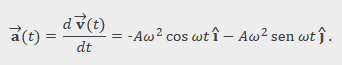 a⃗(t) = d v⃗(t) / dt = -Aω² cos ωt î – Aω² sen ωt ĵ .